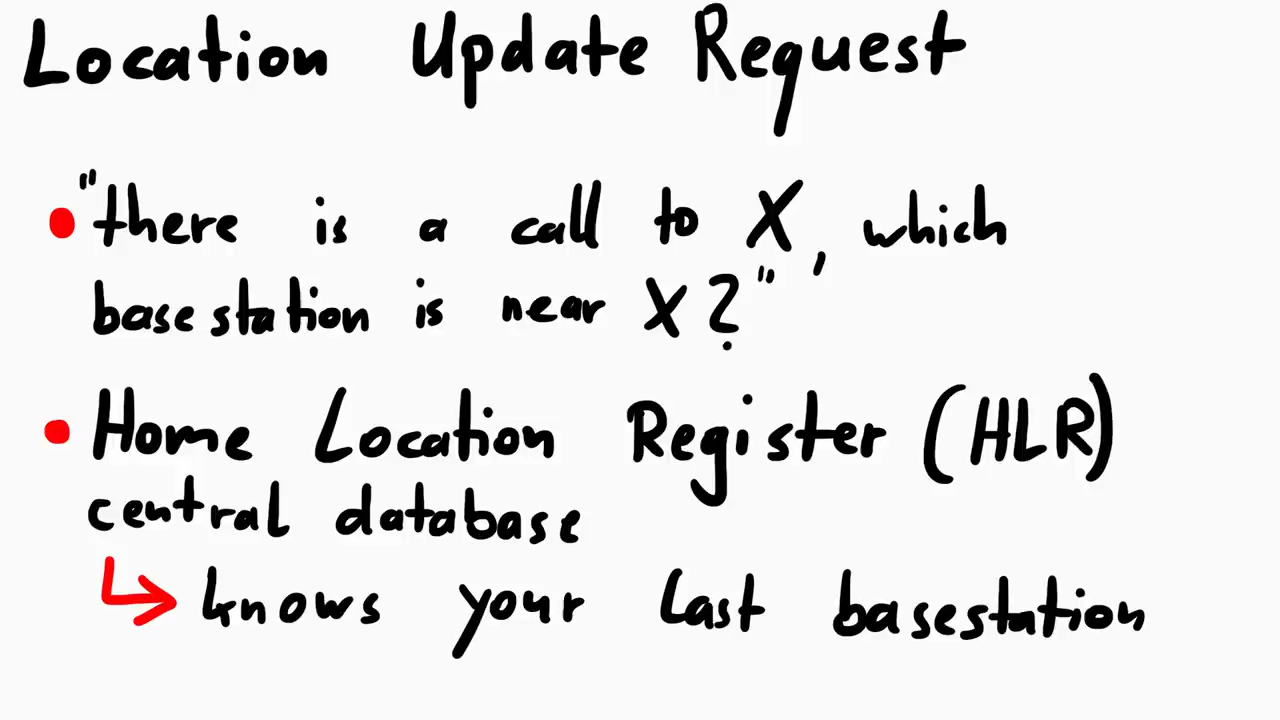 Location Update Request
• "there is a call to X, which
basestation is near X?"
• Home Location Register (HLR)
central database
↳ knows your last basestation